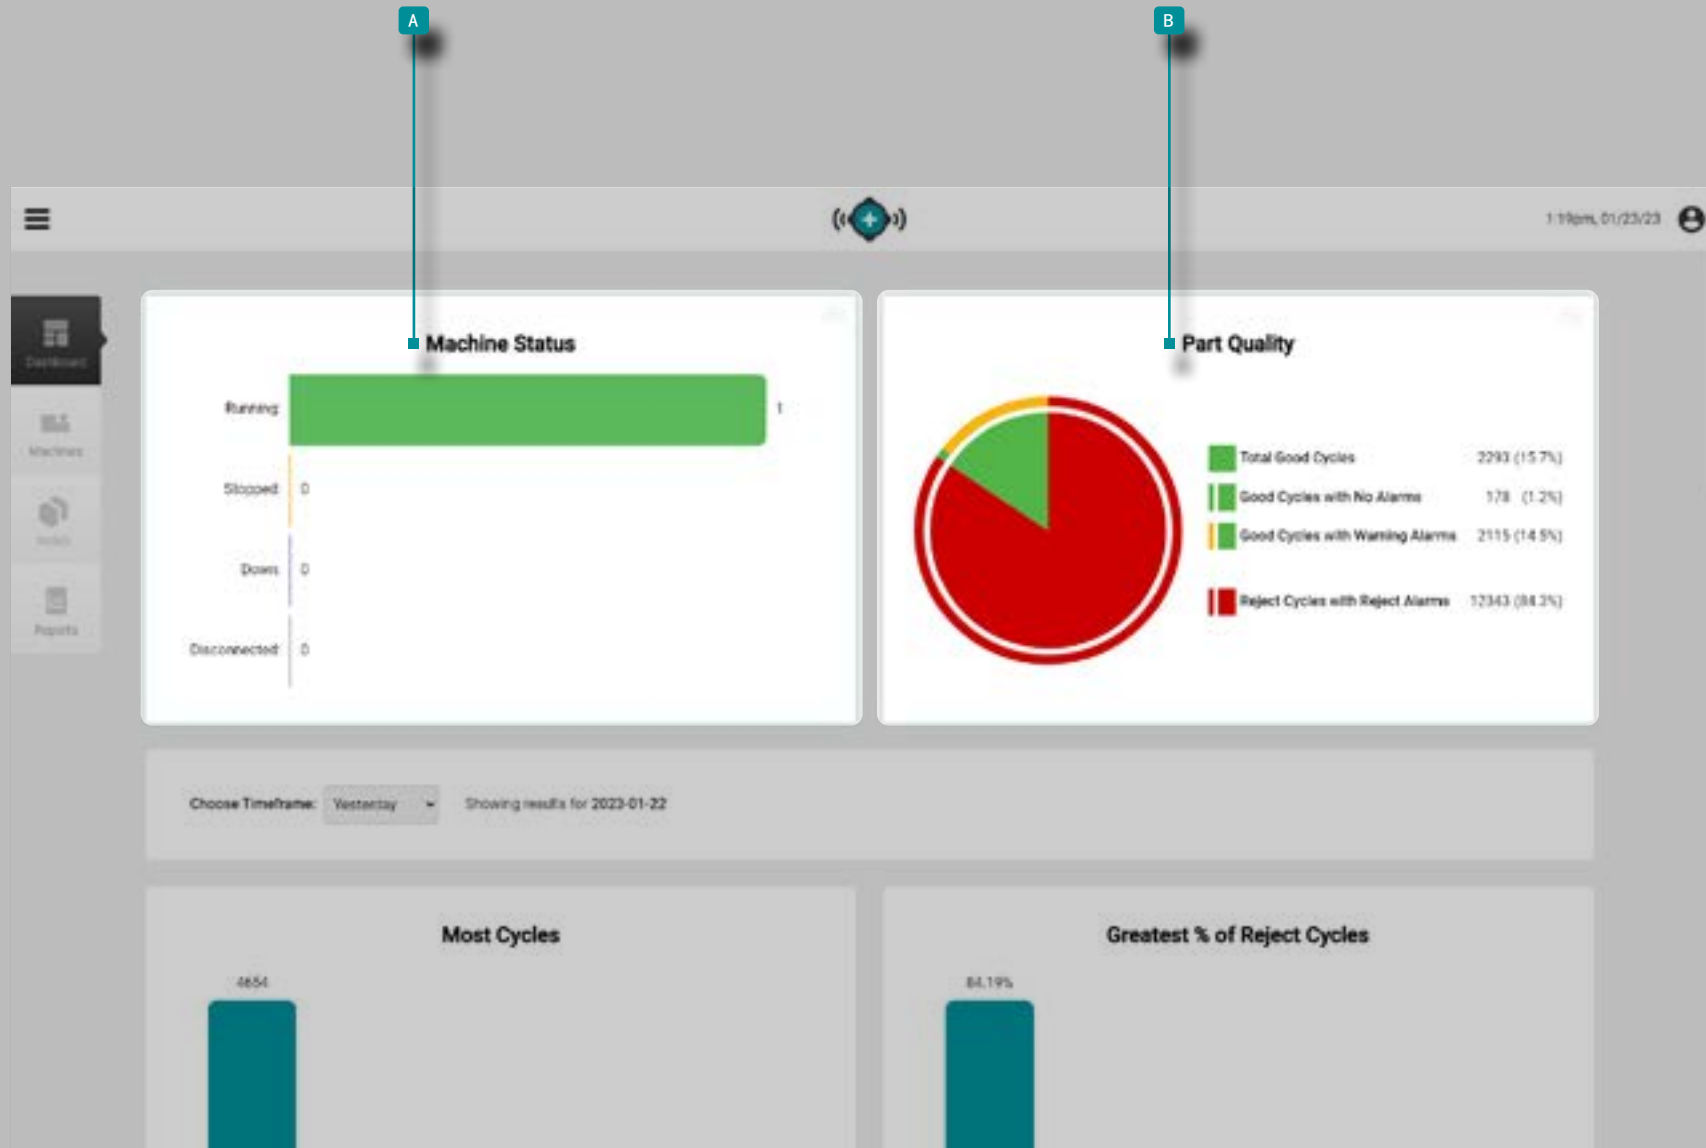 A
B
1:19pm, 01/23/23
Dashboard
Machines
Reports
Machine Status
Running 1
Stopped 0
Down 0
Disconnected 0
Part Quality
Total Good Cycles 2293 (15.7%)
Good Cycles with No Alarms 178 (1.2%)
Good Cycles with Warning Alarms 2115 (14.5%)
Reject Cycles with Reject Alarms 12343 (84.3%)
Choose Timeframe: Yesterday Showing results for 2023-01-22
Most Cycles
4654
Greatest % of Reject Cycles
84.19%